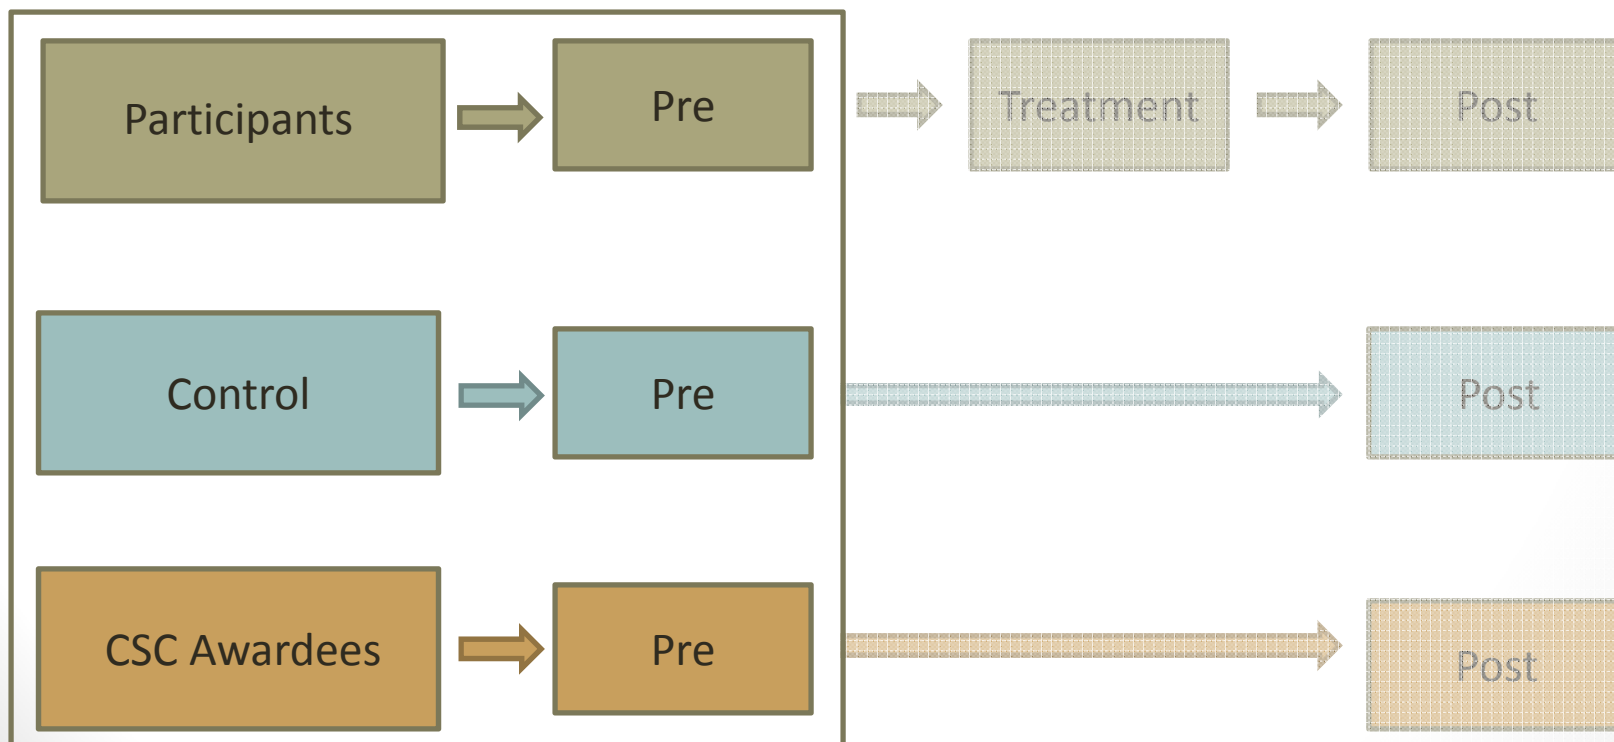 Participants
Pre
Treatment
Post
Control
Pre
Post
CSC Awardees
Pre
Post